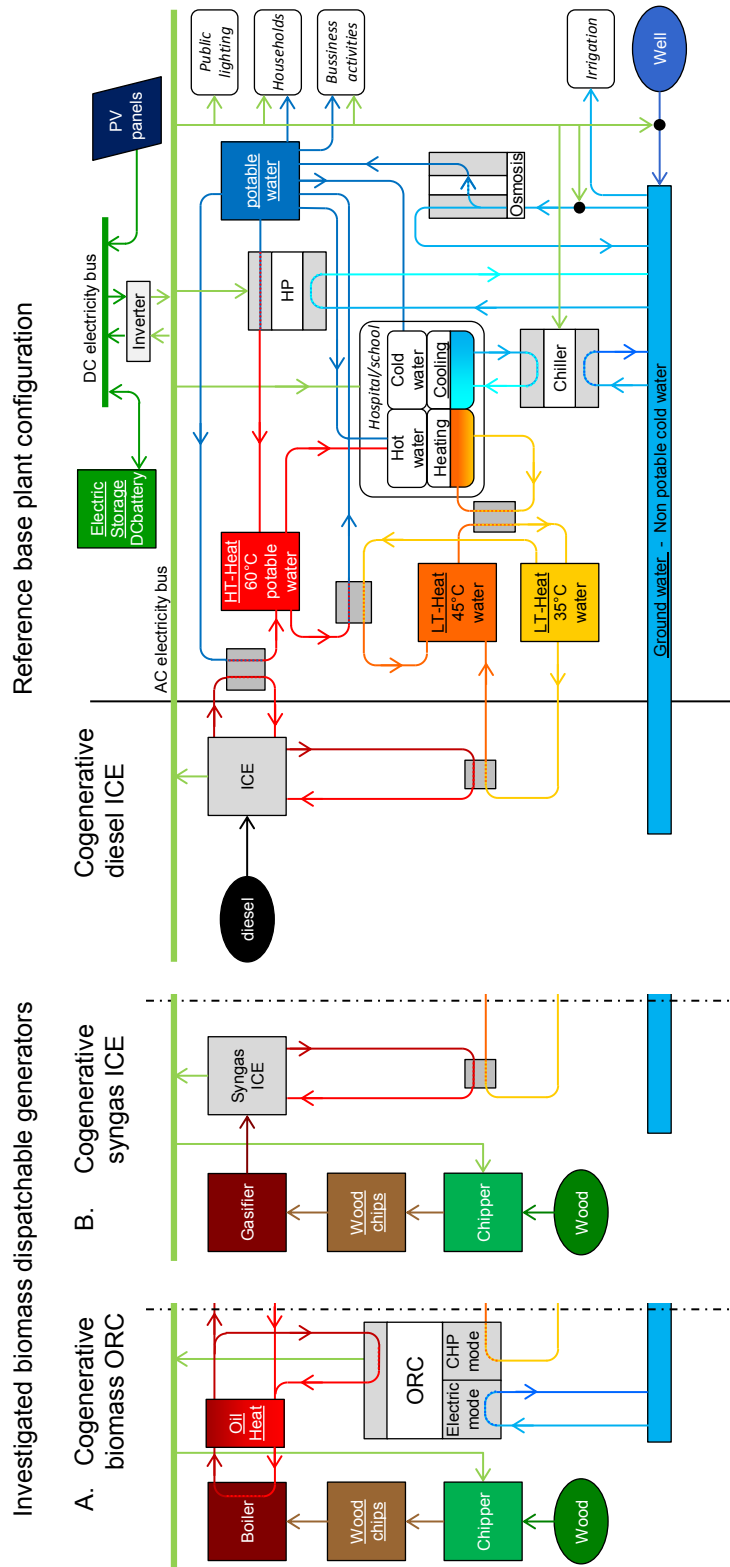 Investigated biomass dispatchable generators
Reference base plant configuration
A. Cogenerative
biomass ORC
B. Cogenerative
syngas ICE
Cogenerative
diesel ICE
Boiler
Oil
Heat
Wood
chips
Chipper
Wood
ORC
Electric
mode
CHP
mode
Gasifier
Syngas
ICE
Wood
chips
Chipper
Wood
diesel
ICE
AC electricity bus
DC electricity bus
Electric
Storage
DCbattery
Inverter
PV
panels
HT-Heat
60°C
potable
water
HP
potable
water
Public
lighting
Households
Bussiness
activities
Hospital/school
Hot
water
Cold
water
Heating
Cooling
LT-Heat
45°C
water
LT-Heat
35°C
water
Chiller
Osmosis
Irrigation
Ground water - Non potable cold water
Well